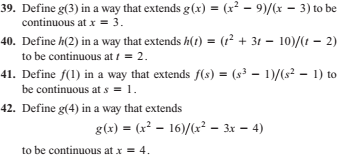 39. Define g(3) in a way that extends g(x) = (x² − 9)/(x − 3) to be
continuous at x = 3.
40. Define h(2) in a way that extends h(t) = (t² + 3t − 10)/(t − 2)
to be continuous at t = 2.
41. Define f(1) in a way that extends f(s) = (s³ − 1)/(s² − 1) to
be continuous at s = 1.
42. Define g(4) in a way that extends
g(x) = (x² − 16)/(x² − 3x − 4)
to be continuous at x = 4.